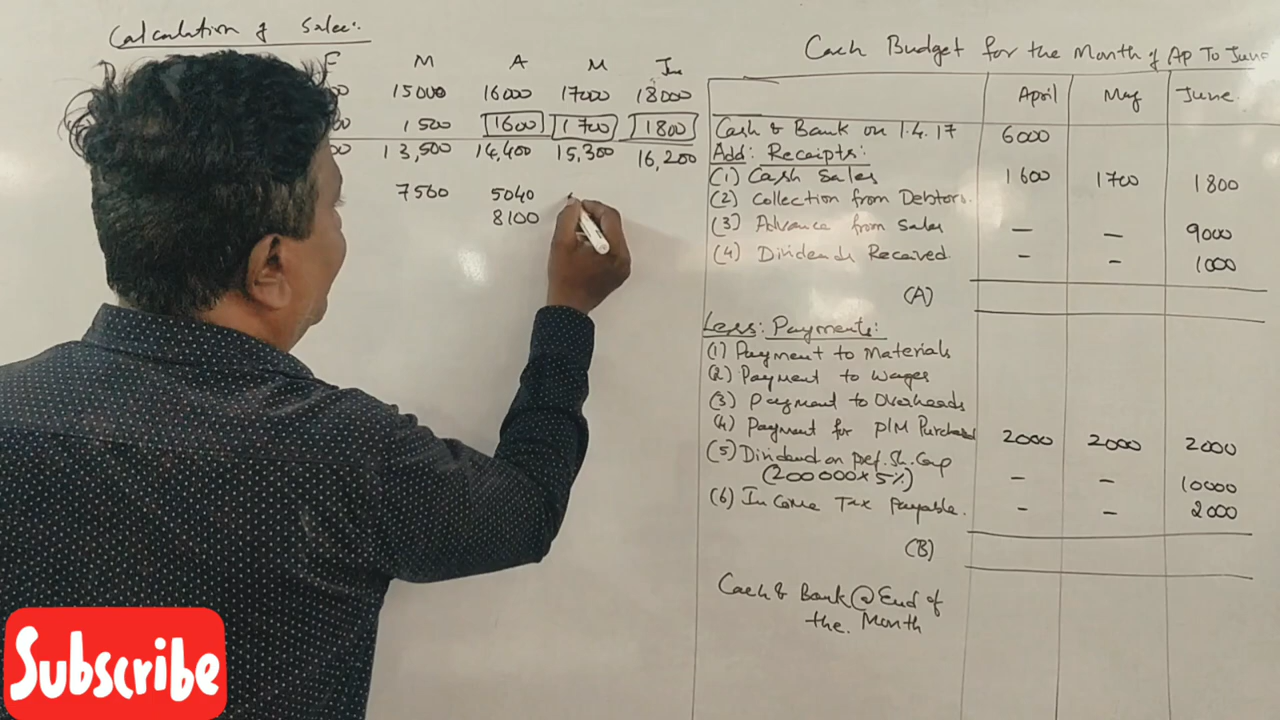 Calculation of Sales:
F M A M June
00 15000 16000 17000 18000
00 1500 1600 1700 1800
00 13,500 14,400 15,300 16,200
7560 5040
8100
Cash Budget for the Month of Ap To June
April May June
Cash & Bank on 1.4.17 6000
Add: Receipts:
(1) Cash Sales 1600 1700 1800
(2) Collection from Debtors.
(3) Advance from Sales — — 9000
(4) Dividends Received - - 1000
(A)
Less: Payments:
(1) Payment to Materials
(2) Payment to Wages
(3) Payment to Overheads
(4) Payment for P/M Purchased 2000 2000 2000
(5) Dividend on Pref. Sh. Cap
(200000×5%) — — 10000
(6) Income Tax Payable. - - 2000
(B)
Cash & Bank @ End of
the. Month
Subscribe